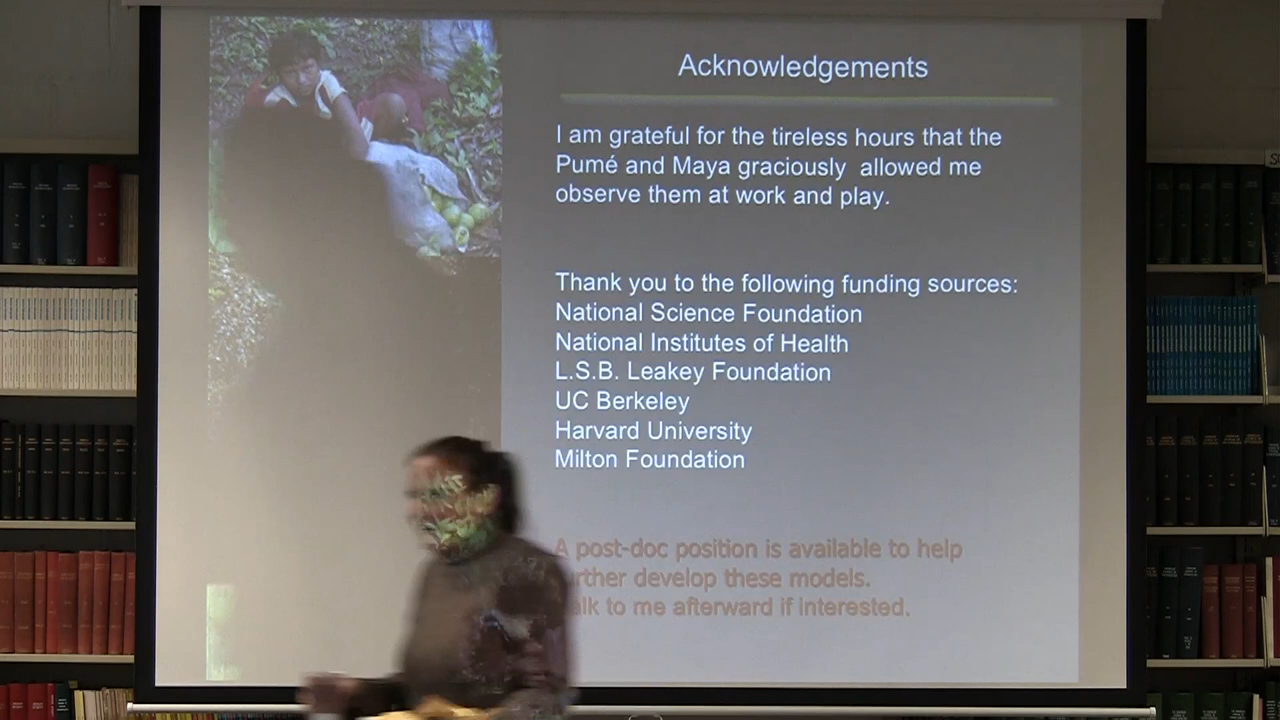 Acknowledgements
I am grateful for the tireless hours that the
Pumé and Maya graciously allowed me
observe them at work and play.
Thank you to the following funding sources:
National Science Foundation
National Institutes of Health
L.S.B. Leakey Foundation
UC Berkeley
Harvard University
Milton Foundation
A post-doc position is available to help
rther develop these models.
alk to me afterward if interested.